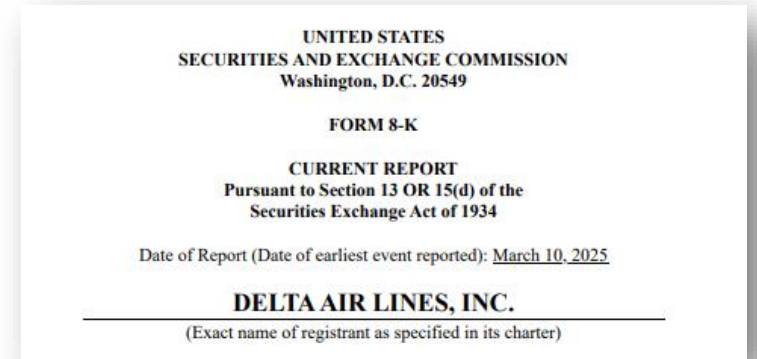 UNITED STATES
SECURITIES AND EXCHANGE COMMISSION
Washington, D.C. 20549
FORM 8-K
CURRENT REPORT
Pursuant to Section 13 OR 15(d) of the
Securities Exchange Act of 1934
Date of Report (Date of earliest event reported): March 10, 2025
DELTA AIR LINES, INC.
(Exact name of registrant as specified in its charter)